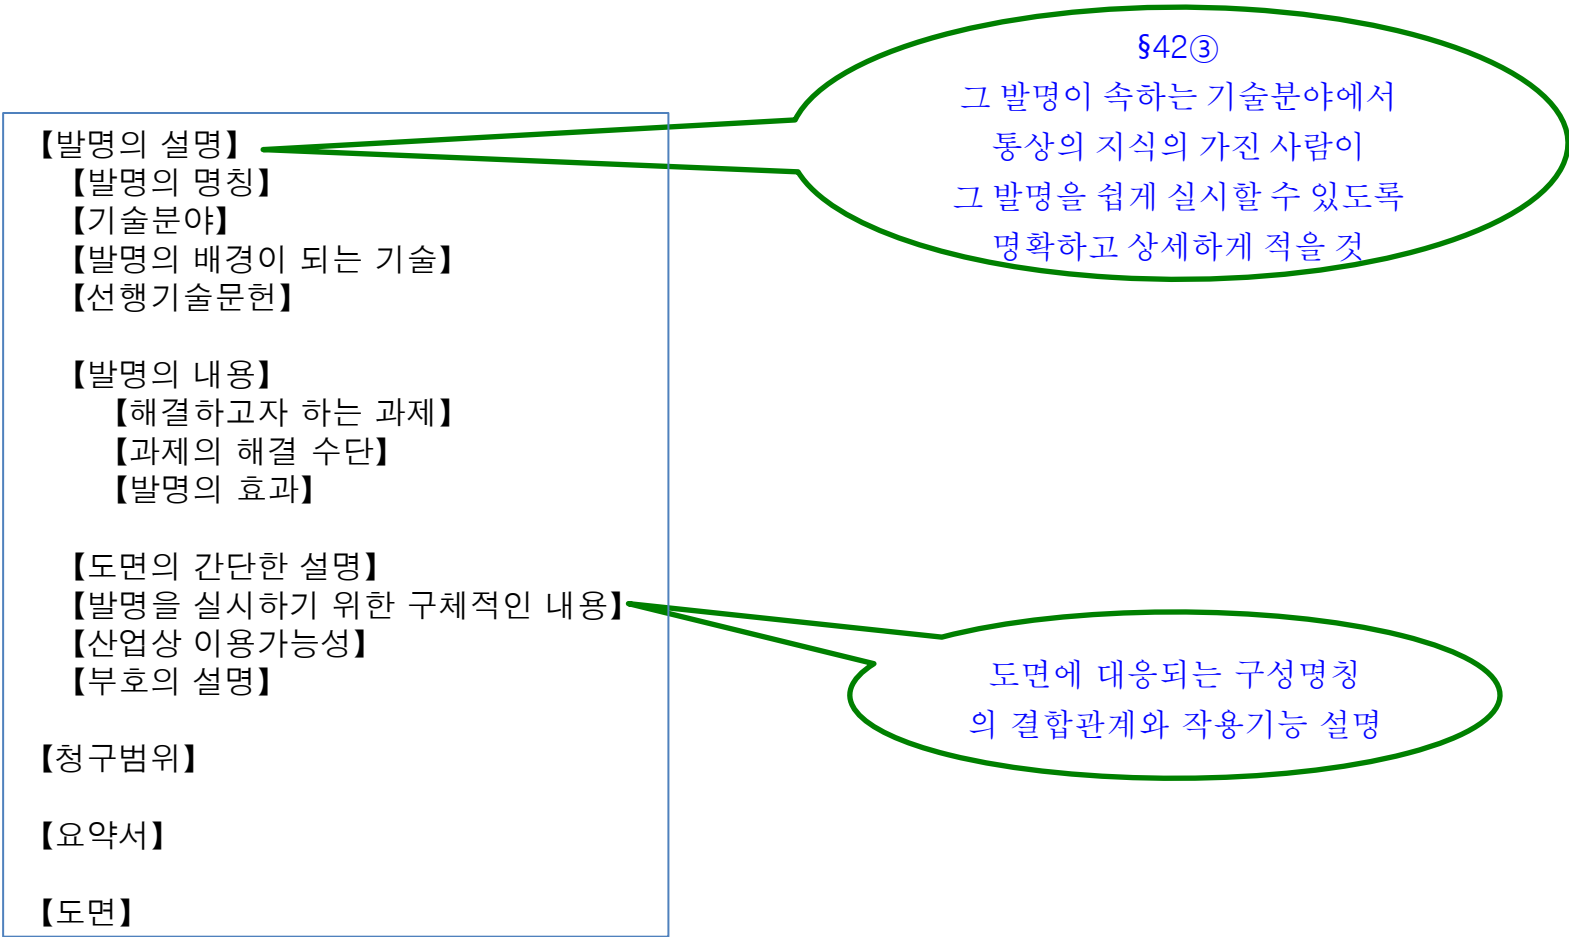 【발명의 설명】
【발명의 명칭】
【기술분야】
【발명의 배경이 되는 기술】
【선행기술문헌】
【발명의 내용】
【해결하고자 하는 과제】
【과제의 해결 수단】
【발명의 효과】
【도면의 간단한 설명】
【발명을 실시하기 위한 구체적인 내용】
【산업상 이용가능성】
【부호의 설명】
【청구범위】
【요약서】
【도면】
§42③
그 발명이 속하는 기술분야에서
통상의 지식의 가진 사람이
그 발명을 쉽게 실시할 수 있도록
명확하고 상세하게 적을 것
도면에 대응되는 구성명칭
의 결합관계와 작용기능 설명